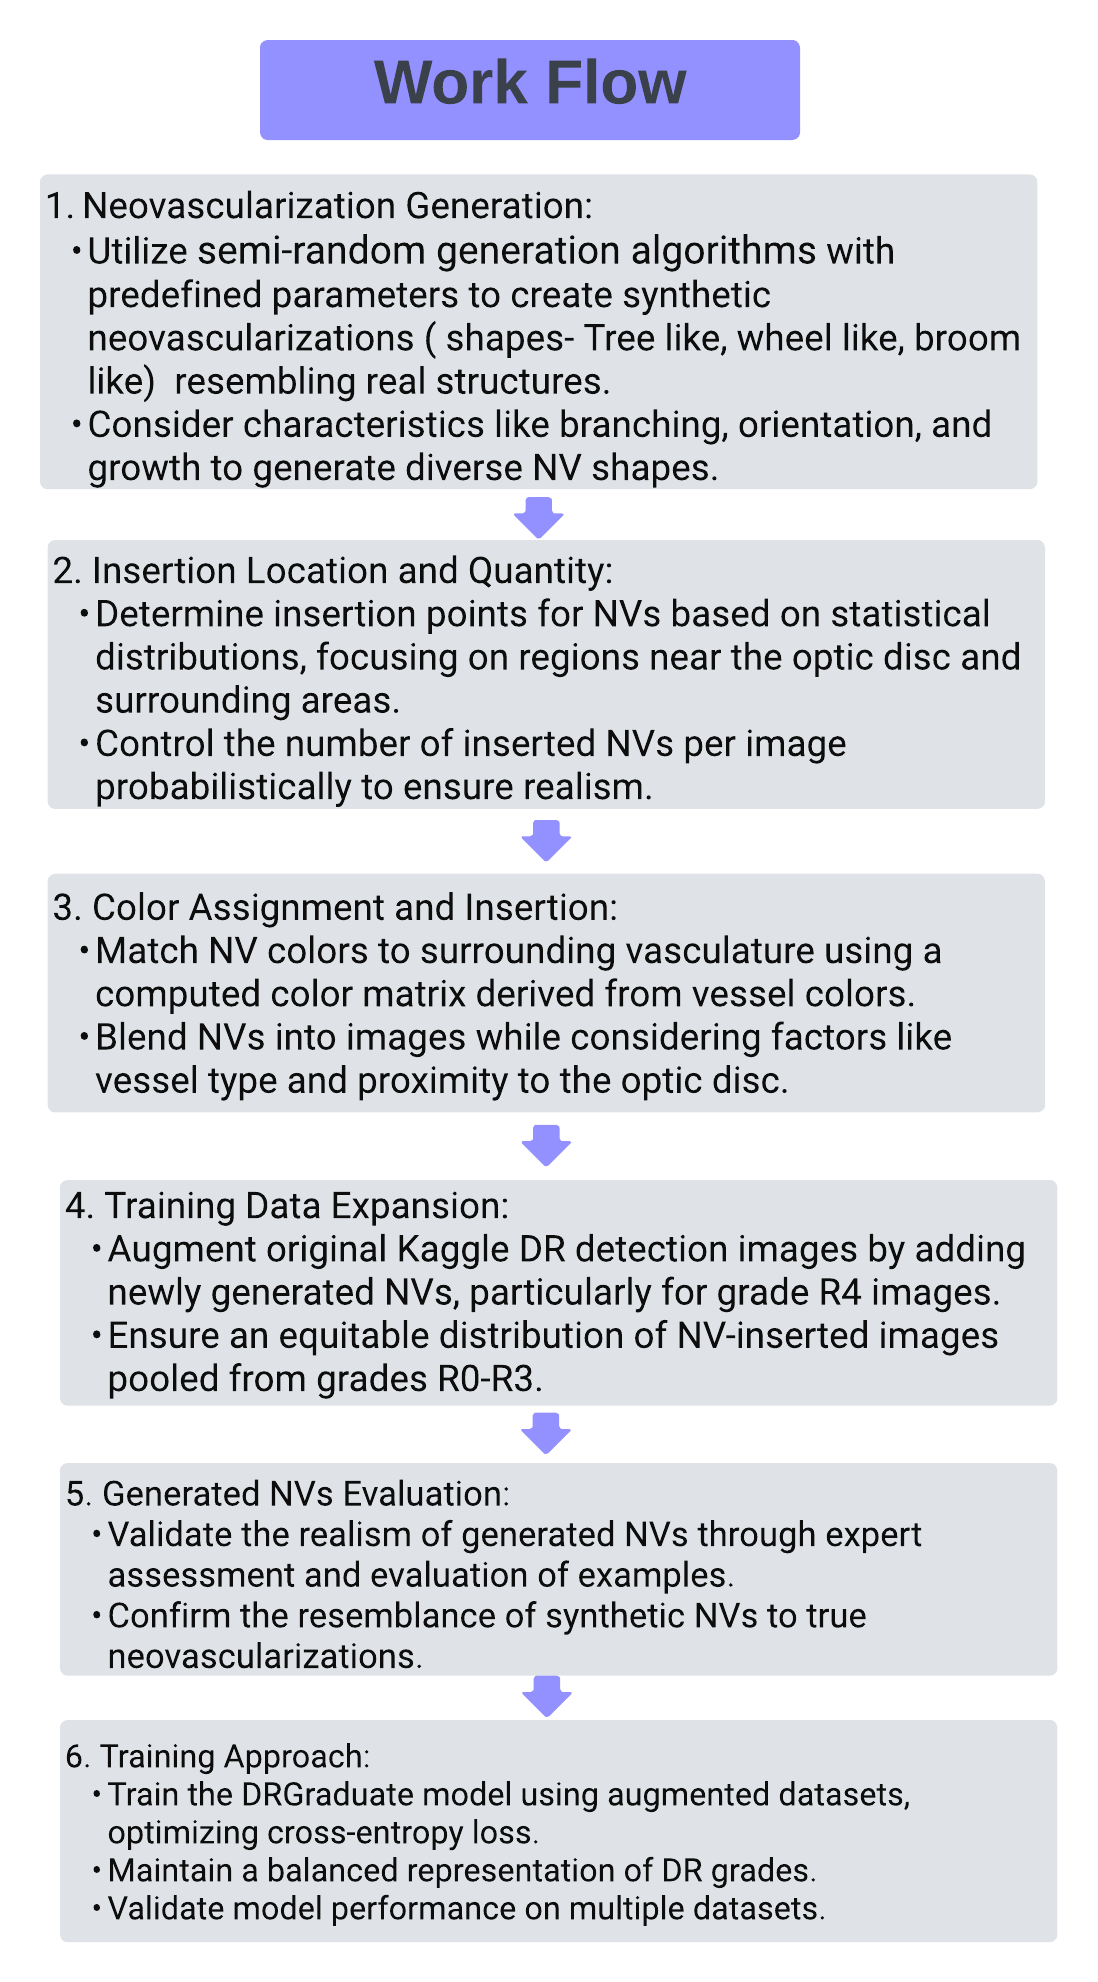 Work Flow
1. Neovascularization Generation:
• Utilize semi-random generation algorithms with
predefined parameters to create synthetic
neovascularizations ( shapes- Tree like, wheel like, broom
like)  resembling real structures.
• Consider characteristics like branching, orientation, and
growth to generate diverse NV shapes.
2. Insertion Location and Quantity:
• Determine insertion points for NVs based on statistical
distributions, focusing on regions near the optic disc and
surrounding areas.
• Control the number of inserted NVs per image
probabilistically to ensure realism.
3. Color Assignment and Insertion:
• Match NV colors to surrounding vasculature using a
computed color matrix derived from vessel colors.
• Blend NVs into images while considering factors like
vessel type and proximity to the optic disc.
4. Training Data Expansion:
• Augment original Kaggle DR detection images by adding
newly generated NVs, particularly for grade R4 images.
• Ensure an equitable distribution of NV-inserted images
pooled from grades R0-R3.
5. Generated NVs Evaluation:
• Validate the realism of generated NVs through expert
assessment and evaluation of examples.
• Confirm the resemblance of synthetic NVs to true
neovascularizations.
6. Training Approach:
• Train the DRGraduate model using augmented datasets,
optimizing cross-entropy loss.
• Maintain a balanced representation of DR grades.
• Validate model performance on multiple datasets.